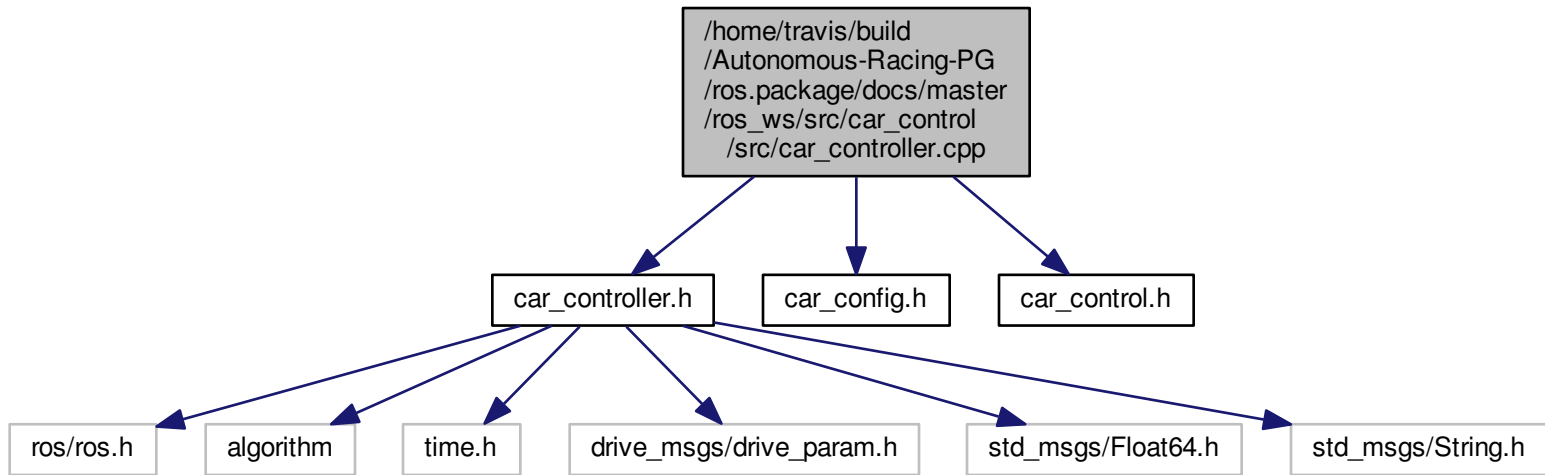 /home/travis/build
/Autonomous-Racing-PG
/ros.package/docs/master
/ros_ws/src/car_control
/src/car_controller.cpp
car_controller.h
car_config.h
car_control.h
ros/ros.h
algorithm
time.h
drive_msgs/drive_param.h
std_msgs/Float64.h
std_msgs/String.h